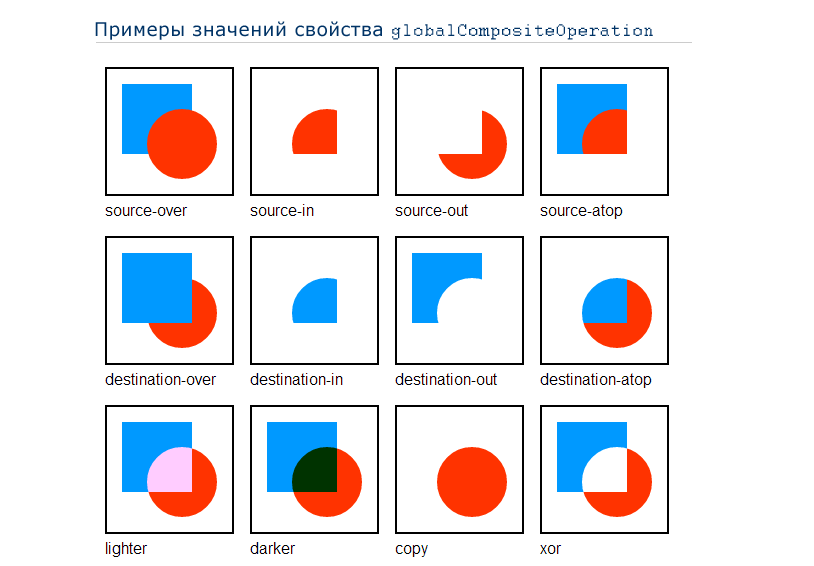 Примеры значений свойства globalCompositeOperation
source-over source-in source-out source-atop
destination-over destination-in destination-out destination-atop
lighter darker copy xor